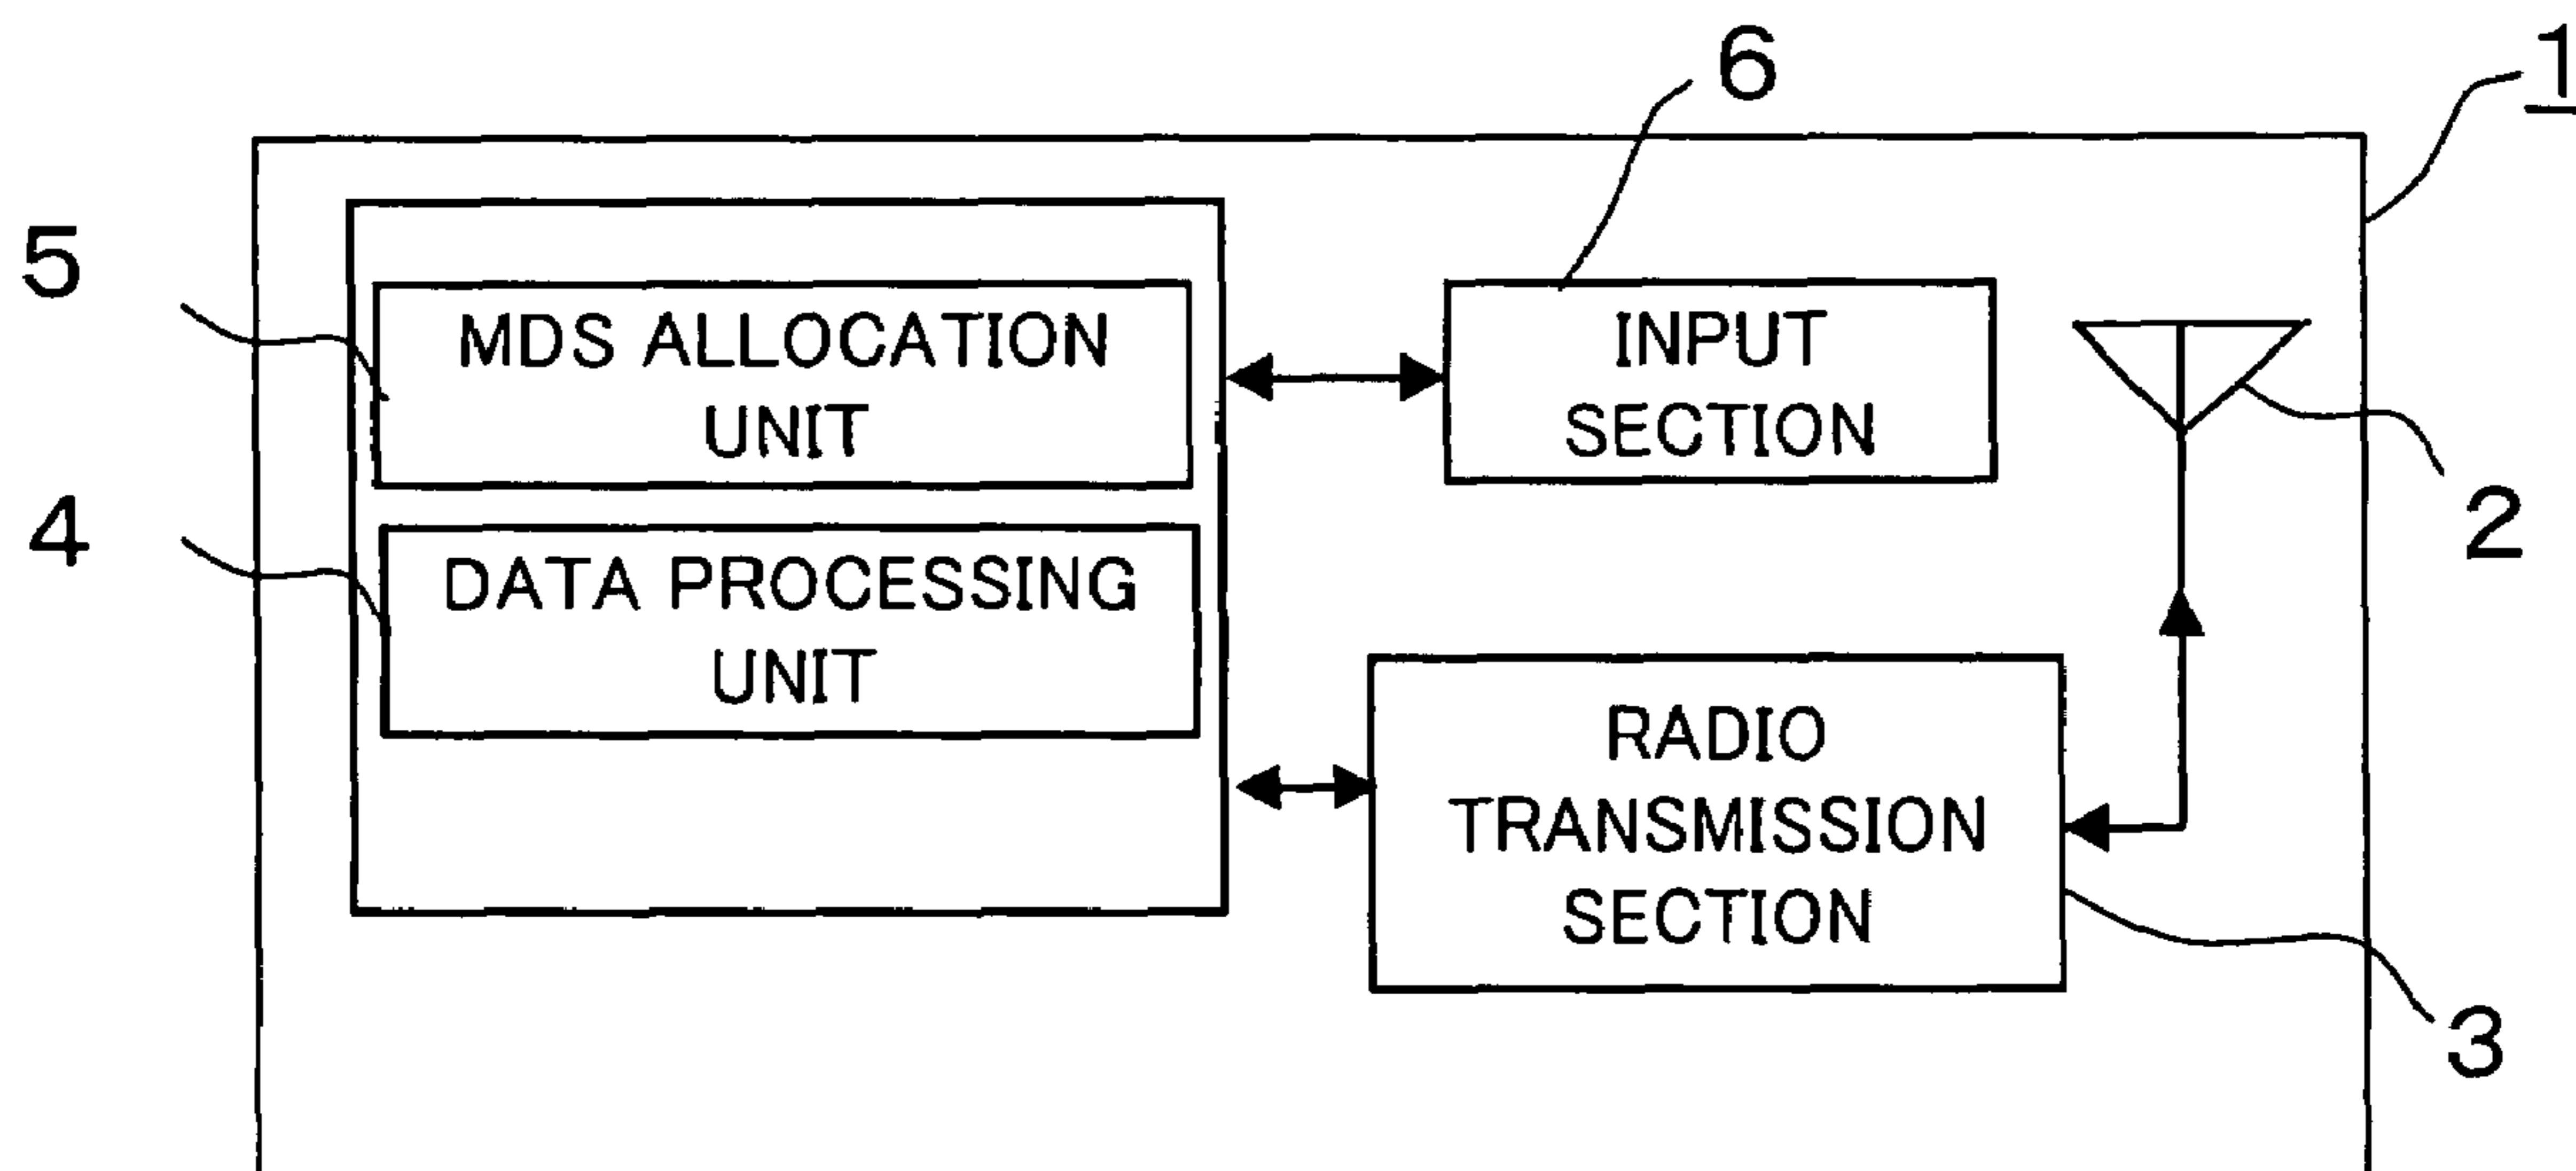 6
1
5
MDS ALLOCATION
UNIT
INPUT
SECTION
2
4
DATA PROCESSING
UNIT
RADIO
TRANSMISSION
SECTION
3